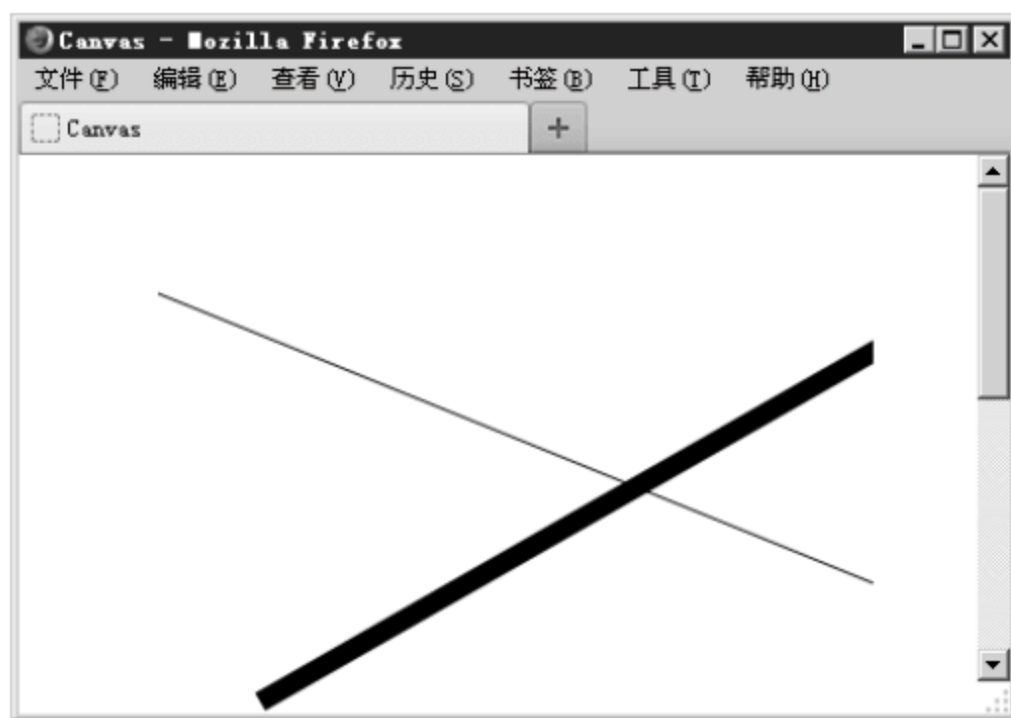 Canvas - Mozilla Firefox
文件(F) 编辑(E) 查看(V) 历史(S) 书签(B) 工具(T) 帮助(H)
Canvas